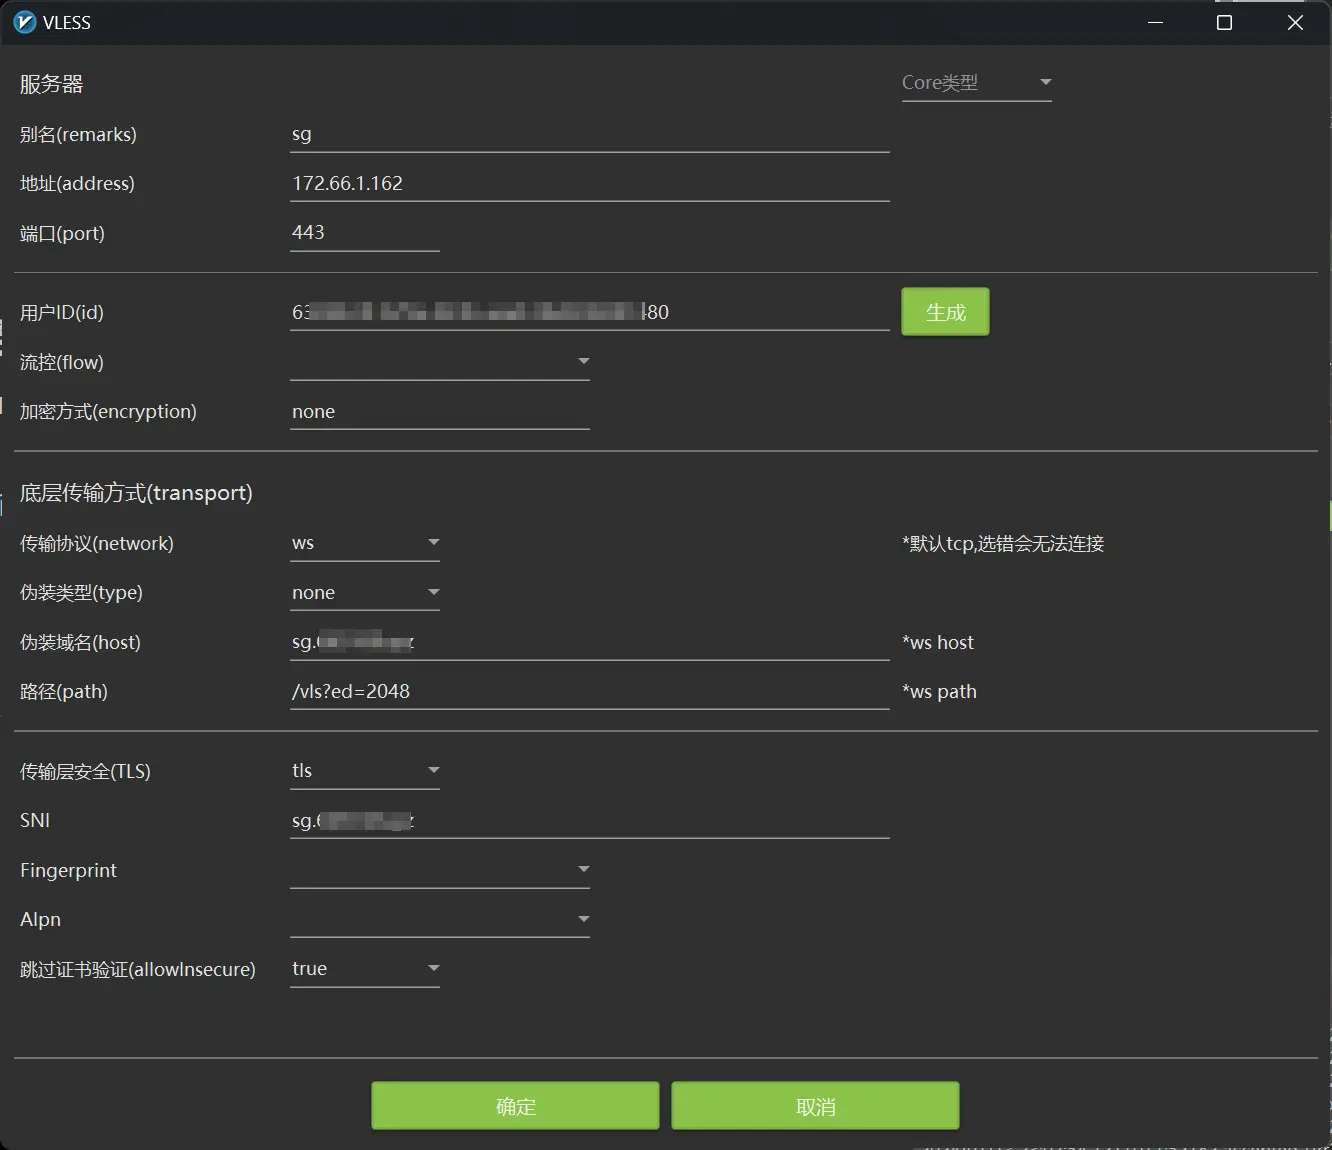 VLESS
服务器
Core类型
别名(remarks) sg
地址(address) 172.66.1.162
端口(port) 443
用户ID(id) 80 生成
流控(flow)
加密方式(encryption) none
底层传输方式(transport)
传输协议(network) ws *默认tcp,选错会无法连接
伪装类型(type) none
伪装域名(host) sg. *ws host
路径(path) /vls?ed=2048 *ws path
传输层安全(TLS) tls
SNI sg.
Fingerprint
Alpn
跳过证书验证(allowInsecure) true
确定 取消